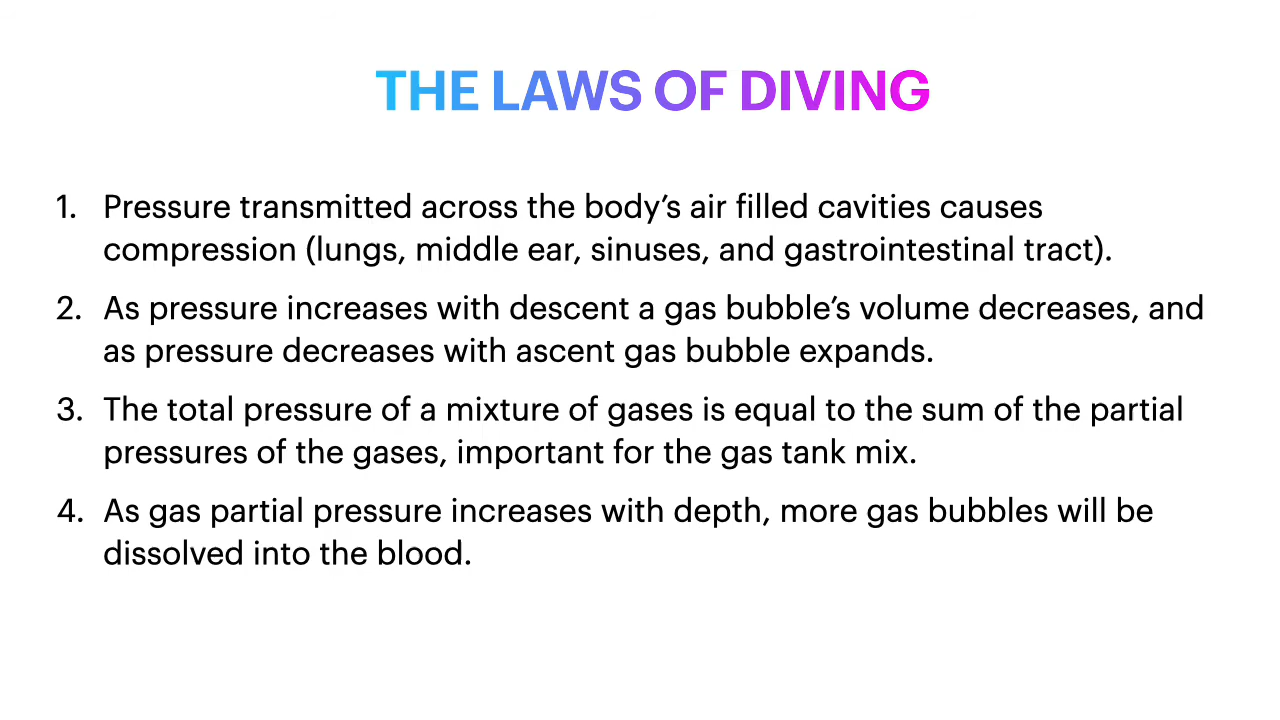 THE LAWS OF DIVING
1. Pressure transmitted across the body’s air filled cavities causes
compression (lungs, middle ear, sinuses, and gastrointestinal tract).
2. As pressure increases with descent a gas bubble’s volume decreases, and
as pressure decreases with ascent gas bubble expands.
3. The total pressure of a mixture of gases is equal to the sum of the partial
pressures of the gases, important for the gas tank mix.
4. As gas partial pressure increases with depth, more gas bubbles will be
dissolved into the blood.